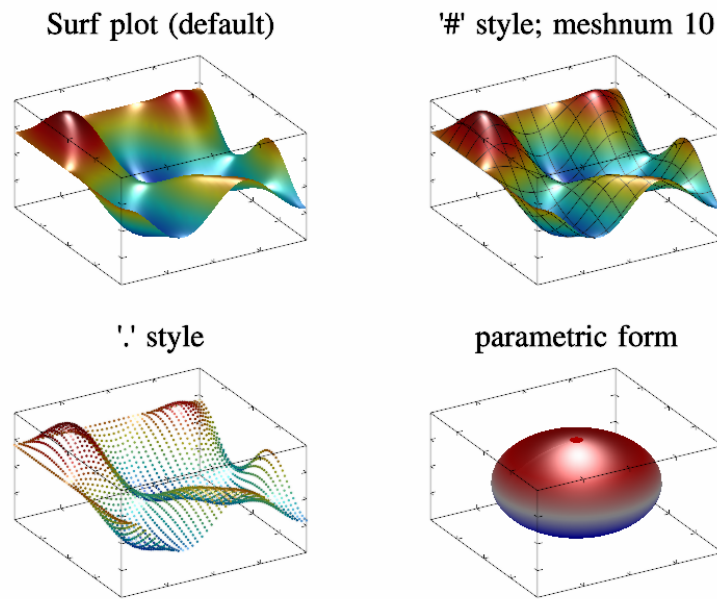 Surf plot (default)
'#' style; meshnum 10
'.' style
parametric form